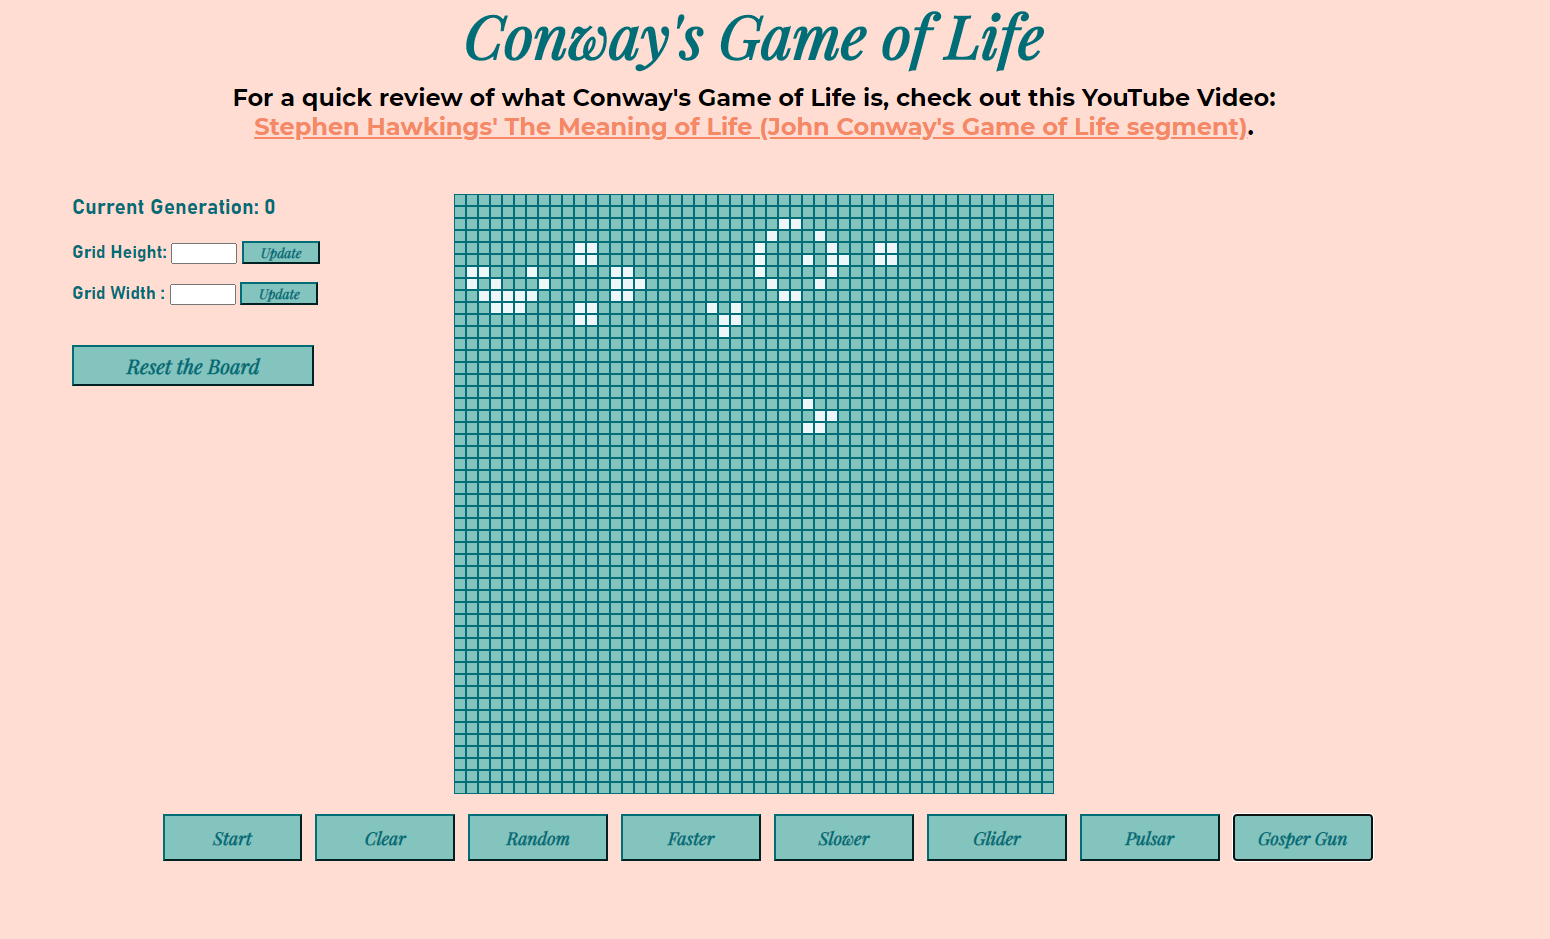 Conway's Game of Life
For a quick review of what Conway's Game of Life is, check out this YouTube Video:
Stephen Hawkings' The Meaning of Life (John Conway's Game of Life segment).
Current Generation: 0
Grid Height: Update
Grid Width : Update
Reset the Board
Start Clear Random Faster Slower Glider Pulsar Gosper Gun